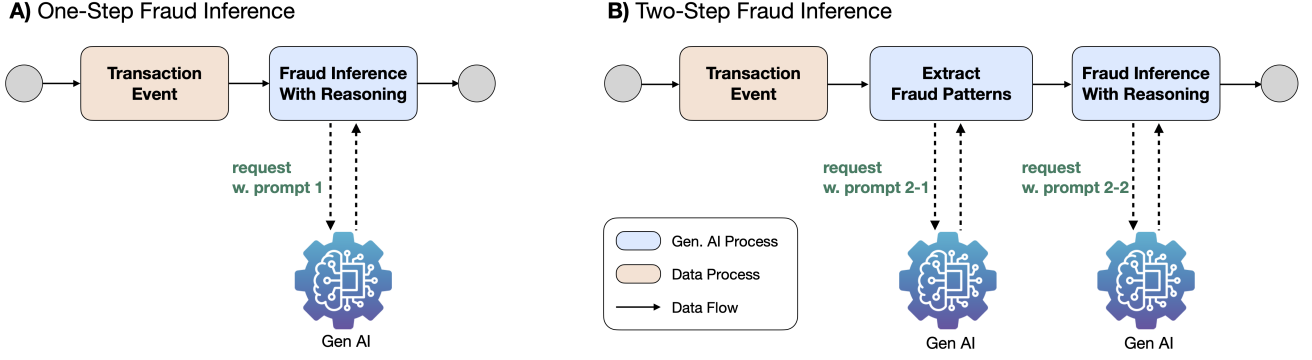 A) One-Step Fraud Inference
Transaction
Event
Fraud Inference
With Reasoning
request
w. prompt 1
Gen AI
B) Two-Step Fraud Inference
Transaction
Event
Extract
Fraud Patterns
Fraud Inference
With Reasoning
request
w. prompt 2-1
request
w. prompt 2-2
Gen. AI Process
Data Process
Data Flow
Gen AI
Gen AI